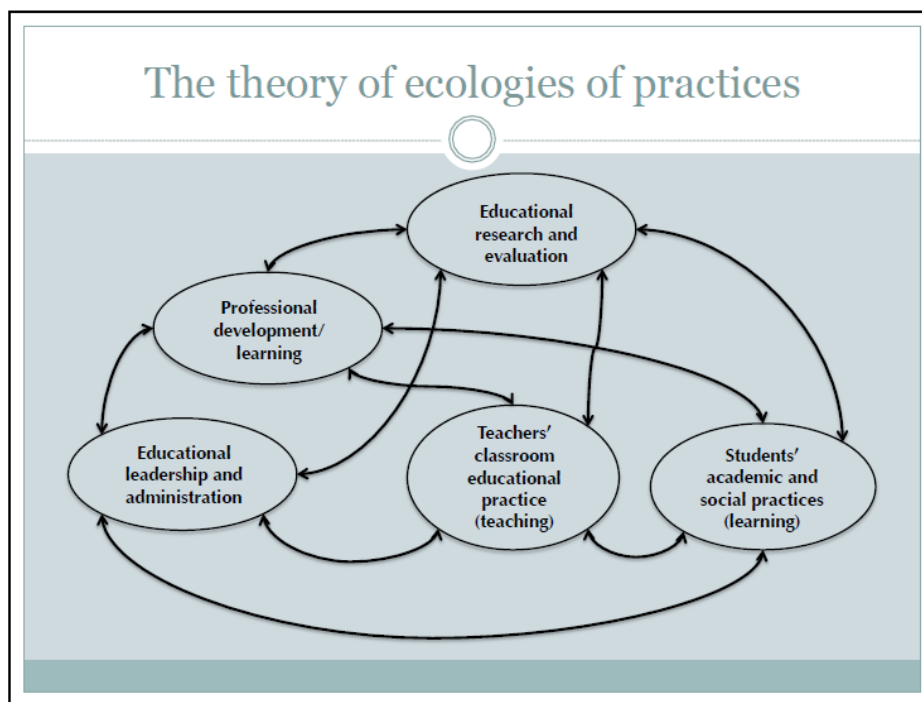 The theory of ecologies of practices
Educational
research and
evaluation
Professional
development/
learning
Educational
leadership and
administration
Teachers’
classroom
educational
practice
(teaching)
Students’
academic and
social practices
(learning)